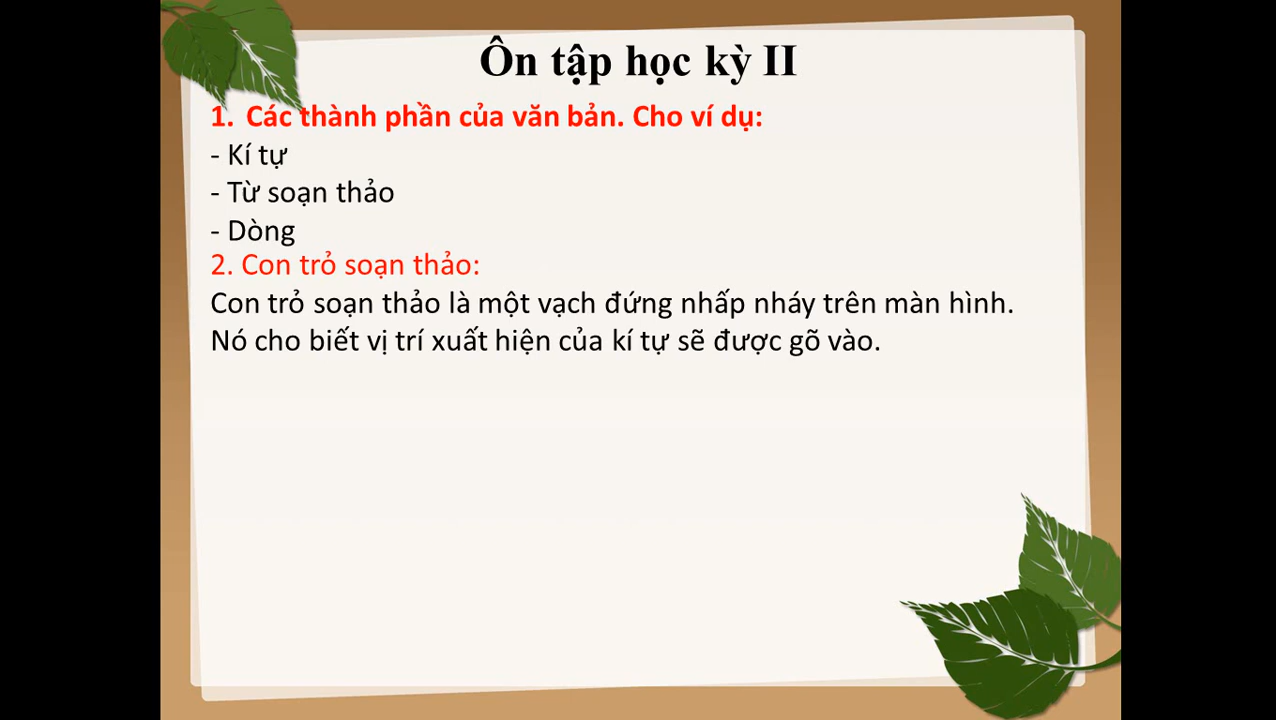 Ôn tập học kỳ II
1. Các thành phần của văn bản. Cho ví dụ:
- Kí tự
- Từ soạn thảo
- Dòng
2. Con trỏ soạn thảo:
Con trỏ soạn thảo là một vạch đứng nhấp nháy trên màn hình.
Nó cho biết vị trí xuất hiện của kí tự sẽ được gõ vào.